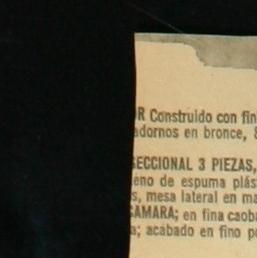 R Construido con fin
adornos en bronce,
SECCIONAL 3 PIEZAS,
eno de espuma plás
s, mesa lateral en ma
CAMARA; en fina caob
a; acabado en fino p